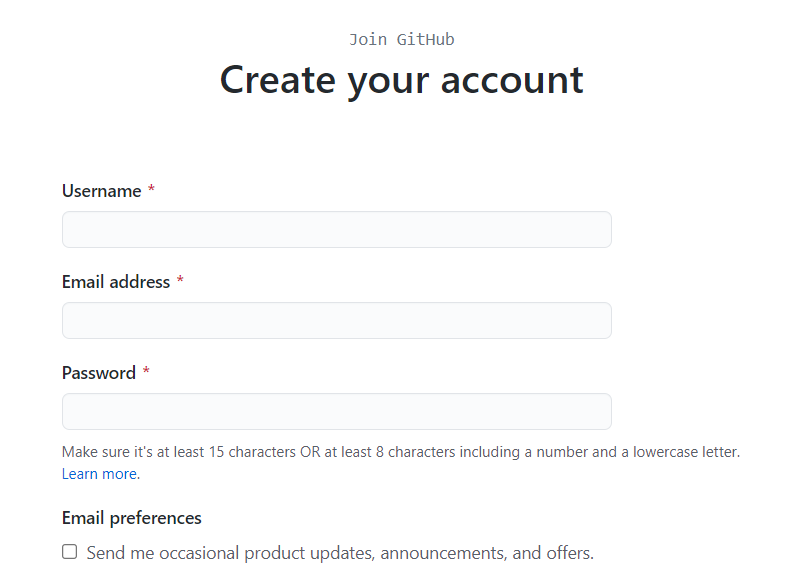 Join GitHub
Create your account
Username *
Email address *
Password *
Make sure it's at least 15 characters OR at least 8 characters including a number and a lowercase letter.
Learn more.
Email preferences
Send me occasional product updates, announcements, and offers.